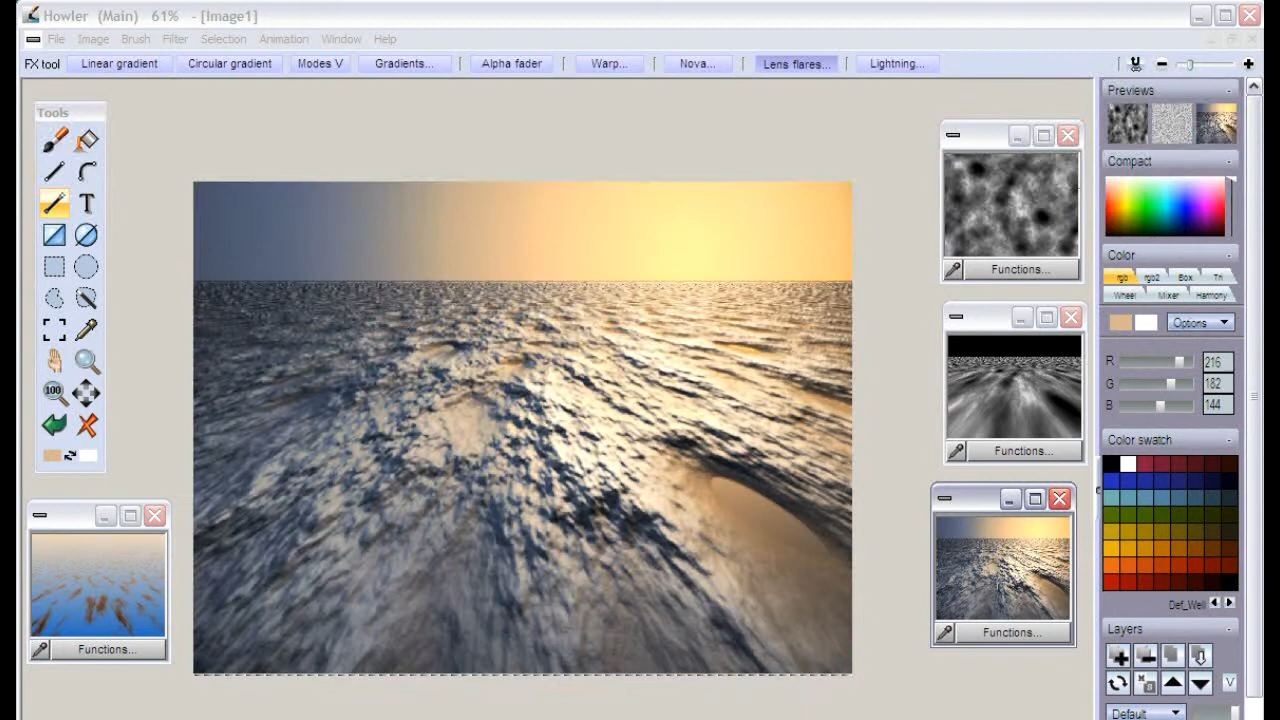 Howler (Main) 61% - [Image1]
File Image Brush Filter Selection Animation Window Help
FX tool Linear gradient Circular gradient Modes V Gradients... Alpha fader Warp... Nova... Lens flares... Lightning...
Previews
Tools
Compact
T
Color
rgb rgb2 Box Tri
Functions...
Wheel Mixer Harmony
Options
R 216
G 182
100
B 144
Color swatch
Functions...
Def_Well
Layers
Functions...
Functions...
V
Default